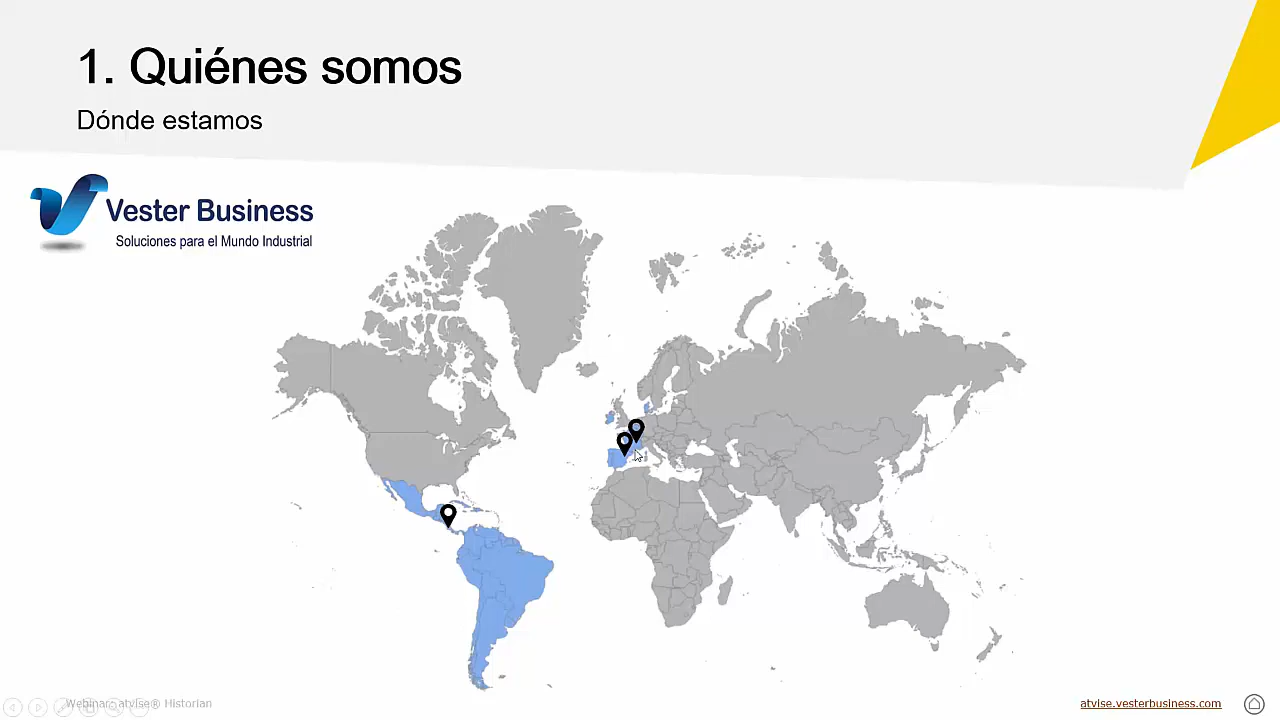 1. Quiénes somos
Dónde estamos
Vester Business
Soluciones para el Mundo Industrial
Webinar: atvise® Historian
atvise.vesterbusiness.com